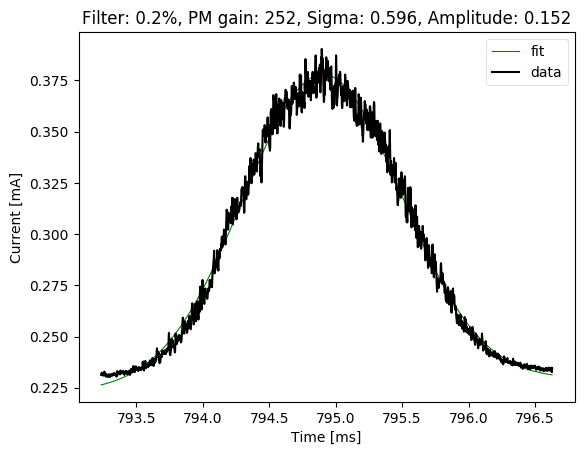 Filter: 0.2%, PM gain: 252, Sigma: 0.596, Amplitude: 0.152
fit
data
0.375
0.350
0.325
0.300
0.275
0.250
0.225
Current [mA]
793.5 794.0 794.5 795.0 795.5 796.0 796.5
Time [ms]